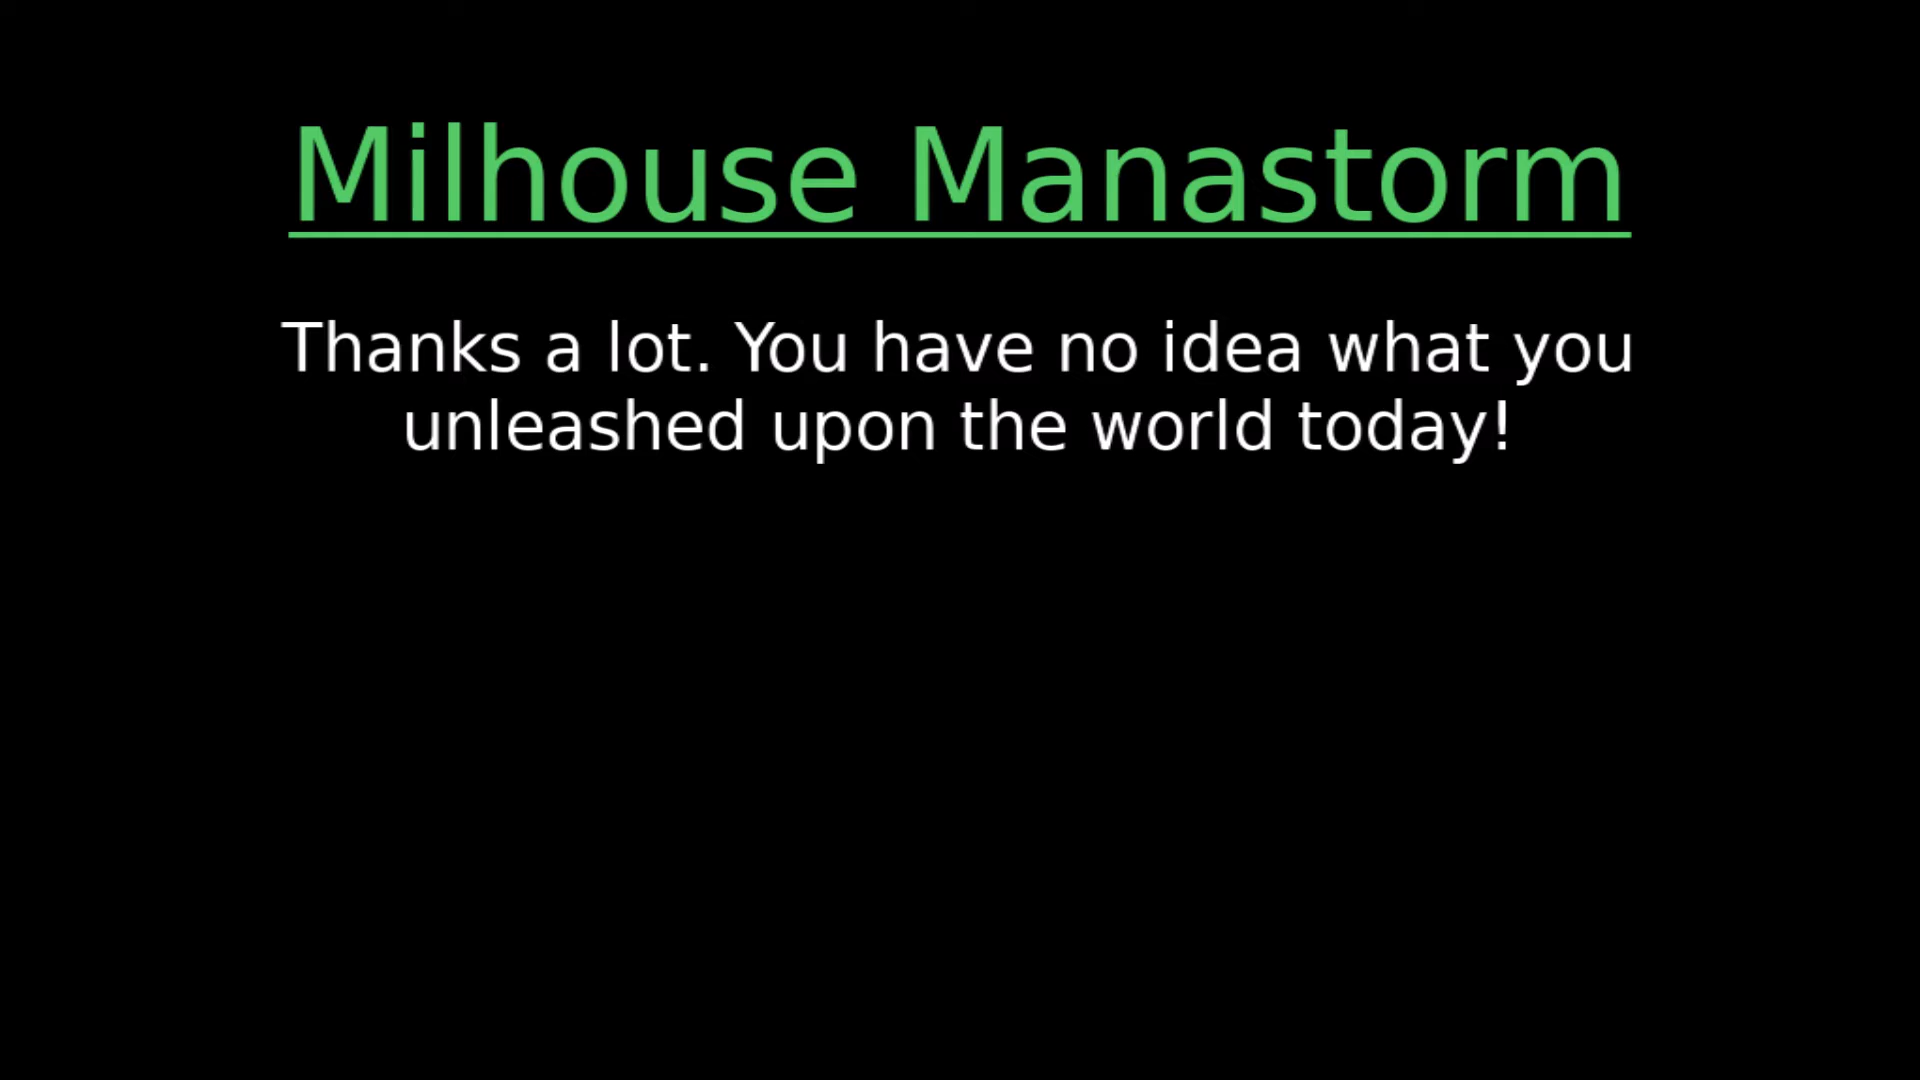 Milhouse Manastorm
Thanks a lot. You have no idea what you
unleashed upon the world today!